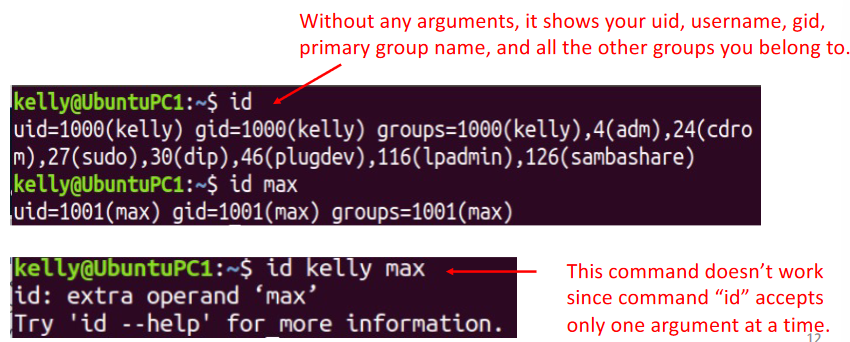 Without any arguments, it shows your uid, username, gid,
primary group name, and all the other groups you belong to.
kelly@UbuntuPC1:~$ id
uid=1000(kelly) gid=1000(kelly) groups=1000(kelly),4(adm),24(cdro
m),27(sudo),30(dip),46(plugdev),116(lpadmin),126(sambashare)
kelly@UbuntuPC1:~$ id max
uid=1001(max) gid=1001(max) groups=1001(max)
kelly@UbuntuPC1:~$ id kelly max
id: extra operand ‘max’
Try 'id --help' for more information.
This command doesn’t work
since command “id” accepts
only one argument at a time.
12